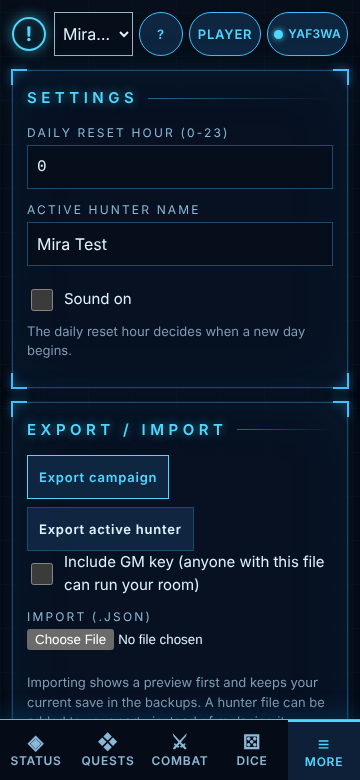 Mira...
?
PLAYER
YAF3WA
SETTINGS
DAILY RESET HOUR (0-23)
0
ACTIVE HUNTER NAME
Mira Test
Sound on
The daily reset hour decides when a new day
begins.
EXPORT / IMPORT
Export campaign
Export active hunter
Include GM key (anyone with this file
can run your room)
IMPORT (.JSON)
Choose File No file chosen
Importing shows a preview first and keeps your
current save in the backups. A hunter file can be
STATUS
QUESTS
COMBAT
DICE
MORE